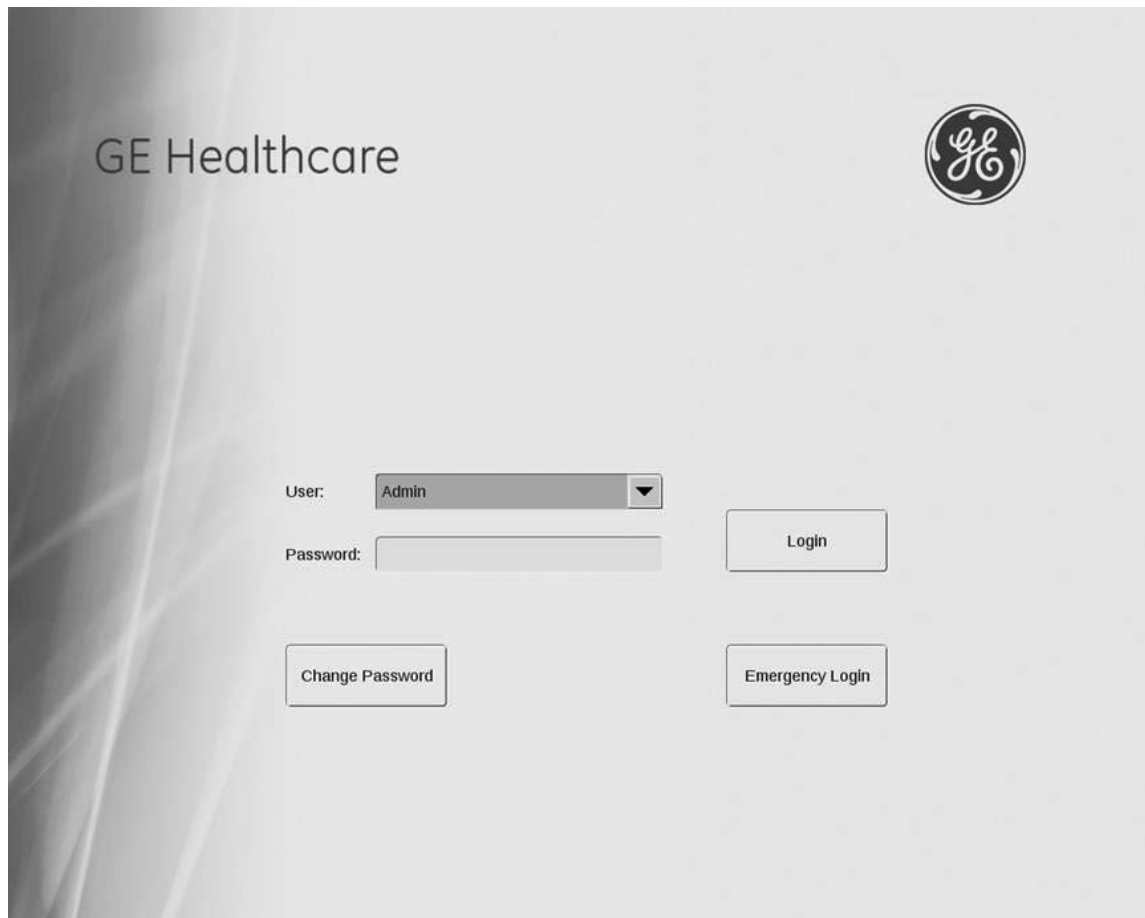 GE Healthcare
GE
User: Admin
Password:
Login
Change Password
Emergency Login